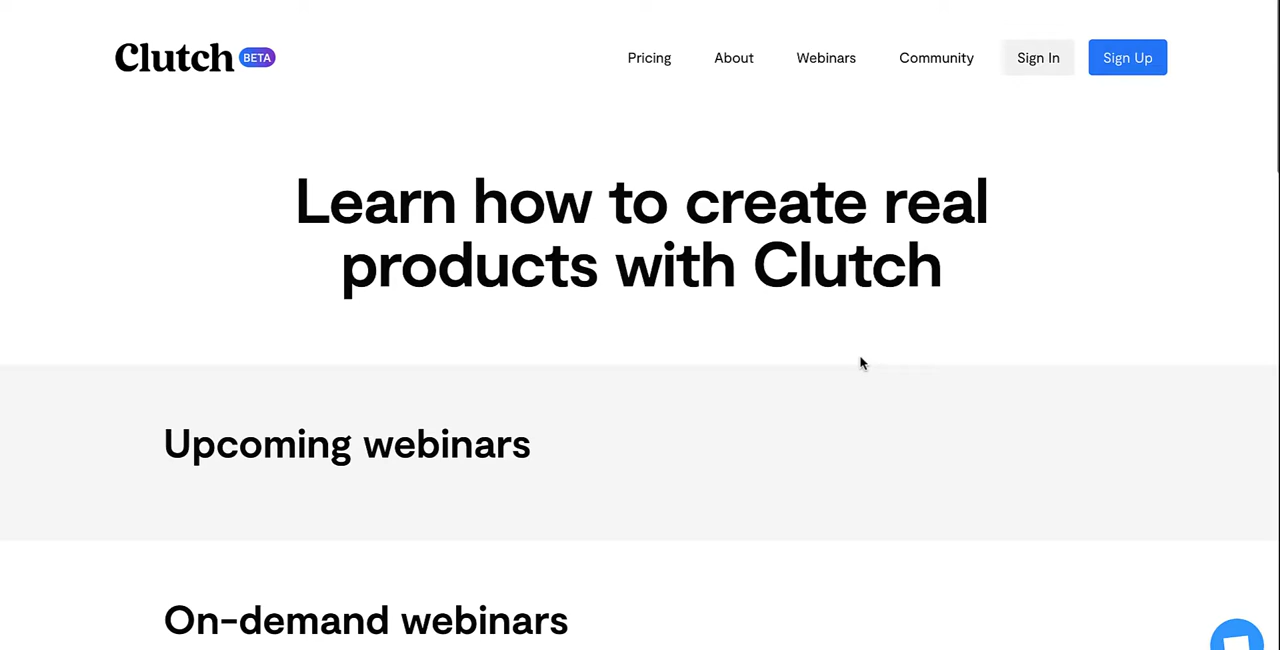 Clutch BETA
Pricing About Webinars Community Sign In Sign Up
Learn how to create real
products with Clutch
Upcoming webinars
On-demand webinars